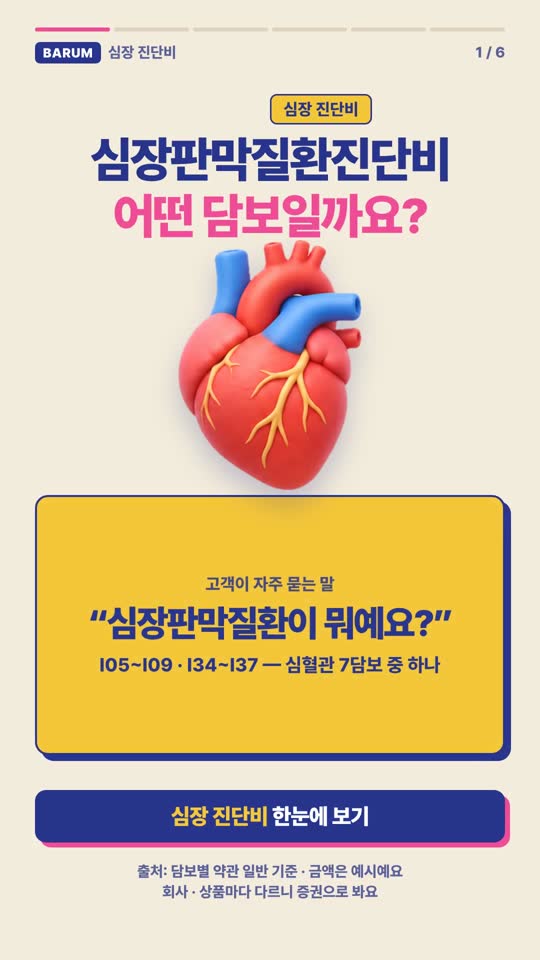 BARUM 심장 진단비 1 / 6
심장 진단비
심장판막질환진단비
어떤 담보일까요?
고객이 자주 묻는 말
“심장판막질환이 뭐예요?”
I05~I09 · I34~I37 — 심혈관 7담보 중 하나
심장 진단비 한눈에 보기
출처: 담보별 약관 일반 기준 · 금액은 예시예요
회사 · 상품마다 다르니 증권으로 봐요